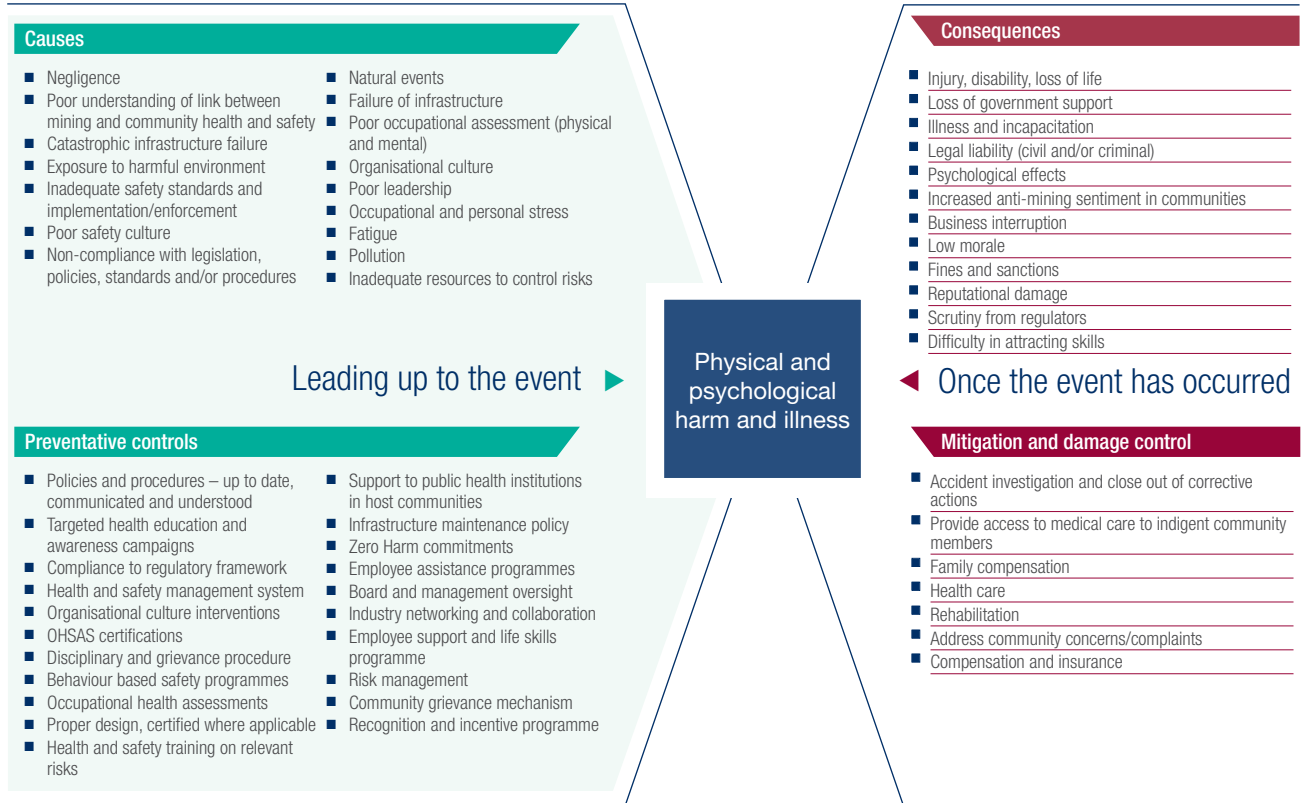 Causes
■ Negligence
■ Poor understanding of link between
mining and community health and safety
■ Catastrophic infrastructure failure
■ Exposure to harmful environment
■ Inadequate safety standards and
implementation/enforcement
■ Poor safety culture
■ Non-compliance with legislation,
policies, standards and/or procedures
■ Natural events
■ Failure of infrastructure
■ Poor occupational assessment (physical
and mental)
■ Organisational culture
■ Poor leadership
■ Occupational and personal stress
■ Fatigue
■ Pollution
■ Inadequate resources to control risks
Leading up to the event
Preventative controls
■ Policies and procedures – up to date,
communicated and understood
■ Targeted health education and
awareness campaigns
■ Compliance to regulatory framework
■ Health and safety management system
■ Organisational culture interventions
■ OHSAS certifications
■ Disciplinary and grievance procedure
■ Behaviour based safety programmes
■ Occupational health assessments
■ Proper design, certified where applicable
■ Health and safety training on relevant
risks
■ Support to public health institutions
in host communities
■ Infrastructure maintenance policy
■ Zero Harm commitments
■ Employee assistance programmes
■ Board and management oversight
■ Industry networking and collaboration
■ Employee support and life skills
programme
■ Risk management
■ Community grievance mechanism
■ Recognition and incentive programme
Physical and
psychological
harm and illness
Consequences
■ Injury, disability, loss of life
■ Loss of government support
■ Illness and incapacitation
■ Legal liability (civil and/or criminal)
■ Psychological effects
■ Increased anti-mining sentiment in communities
■ Business interruption
■ Low morale
■ Fines and sanctions
■ Reputational damage
■ Scrutiny from regulators
■ Difficulty in attracting skills
Once the event has occurred
Mitigation and damage control
■ Accident investigation and close out of corrective
actions
■ Provide access to medical care to indigent community
members
■ Family compensation
■ Health care
■ Rehabilitation
■ Address community concerns/complaints
■ Compensation and insurance